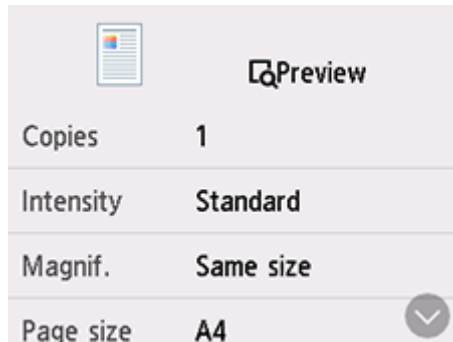 Preview
Copies 1
Intensity Standard
Magnif. Same size
Page size A4